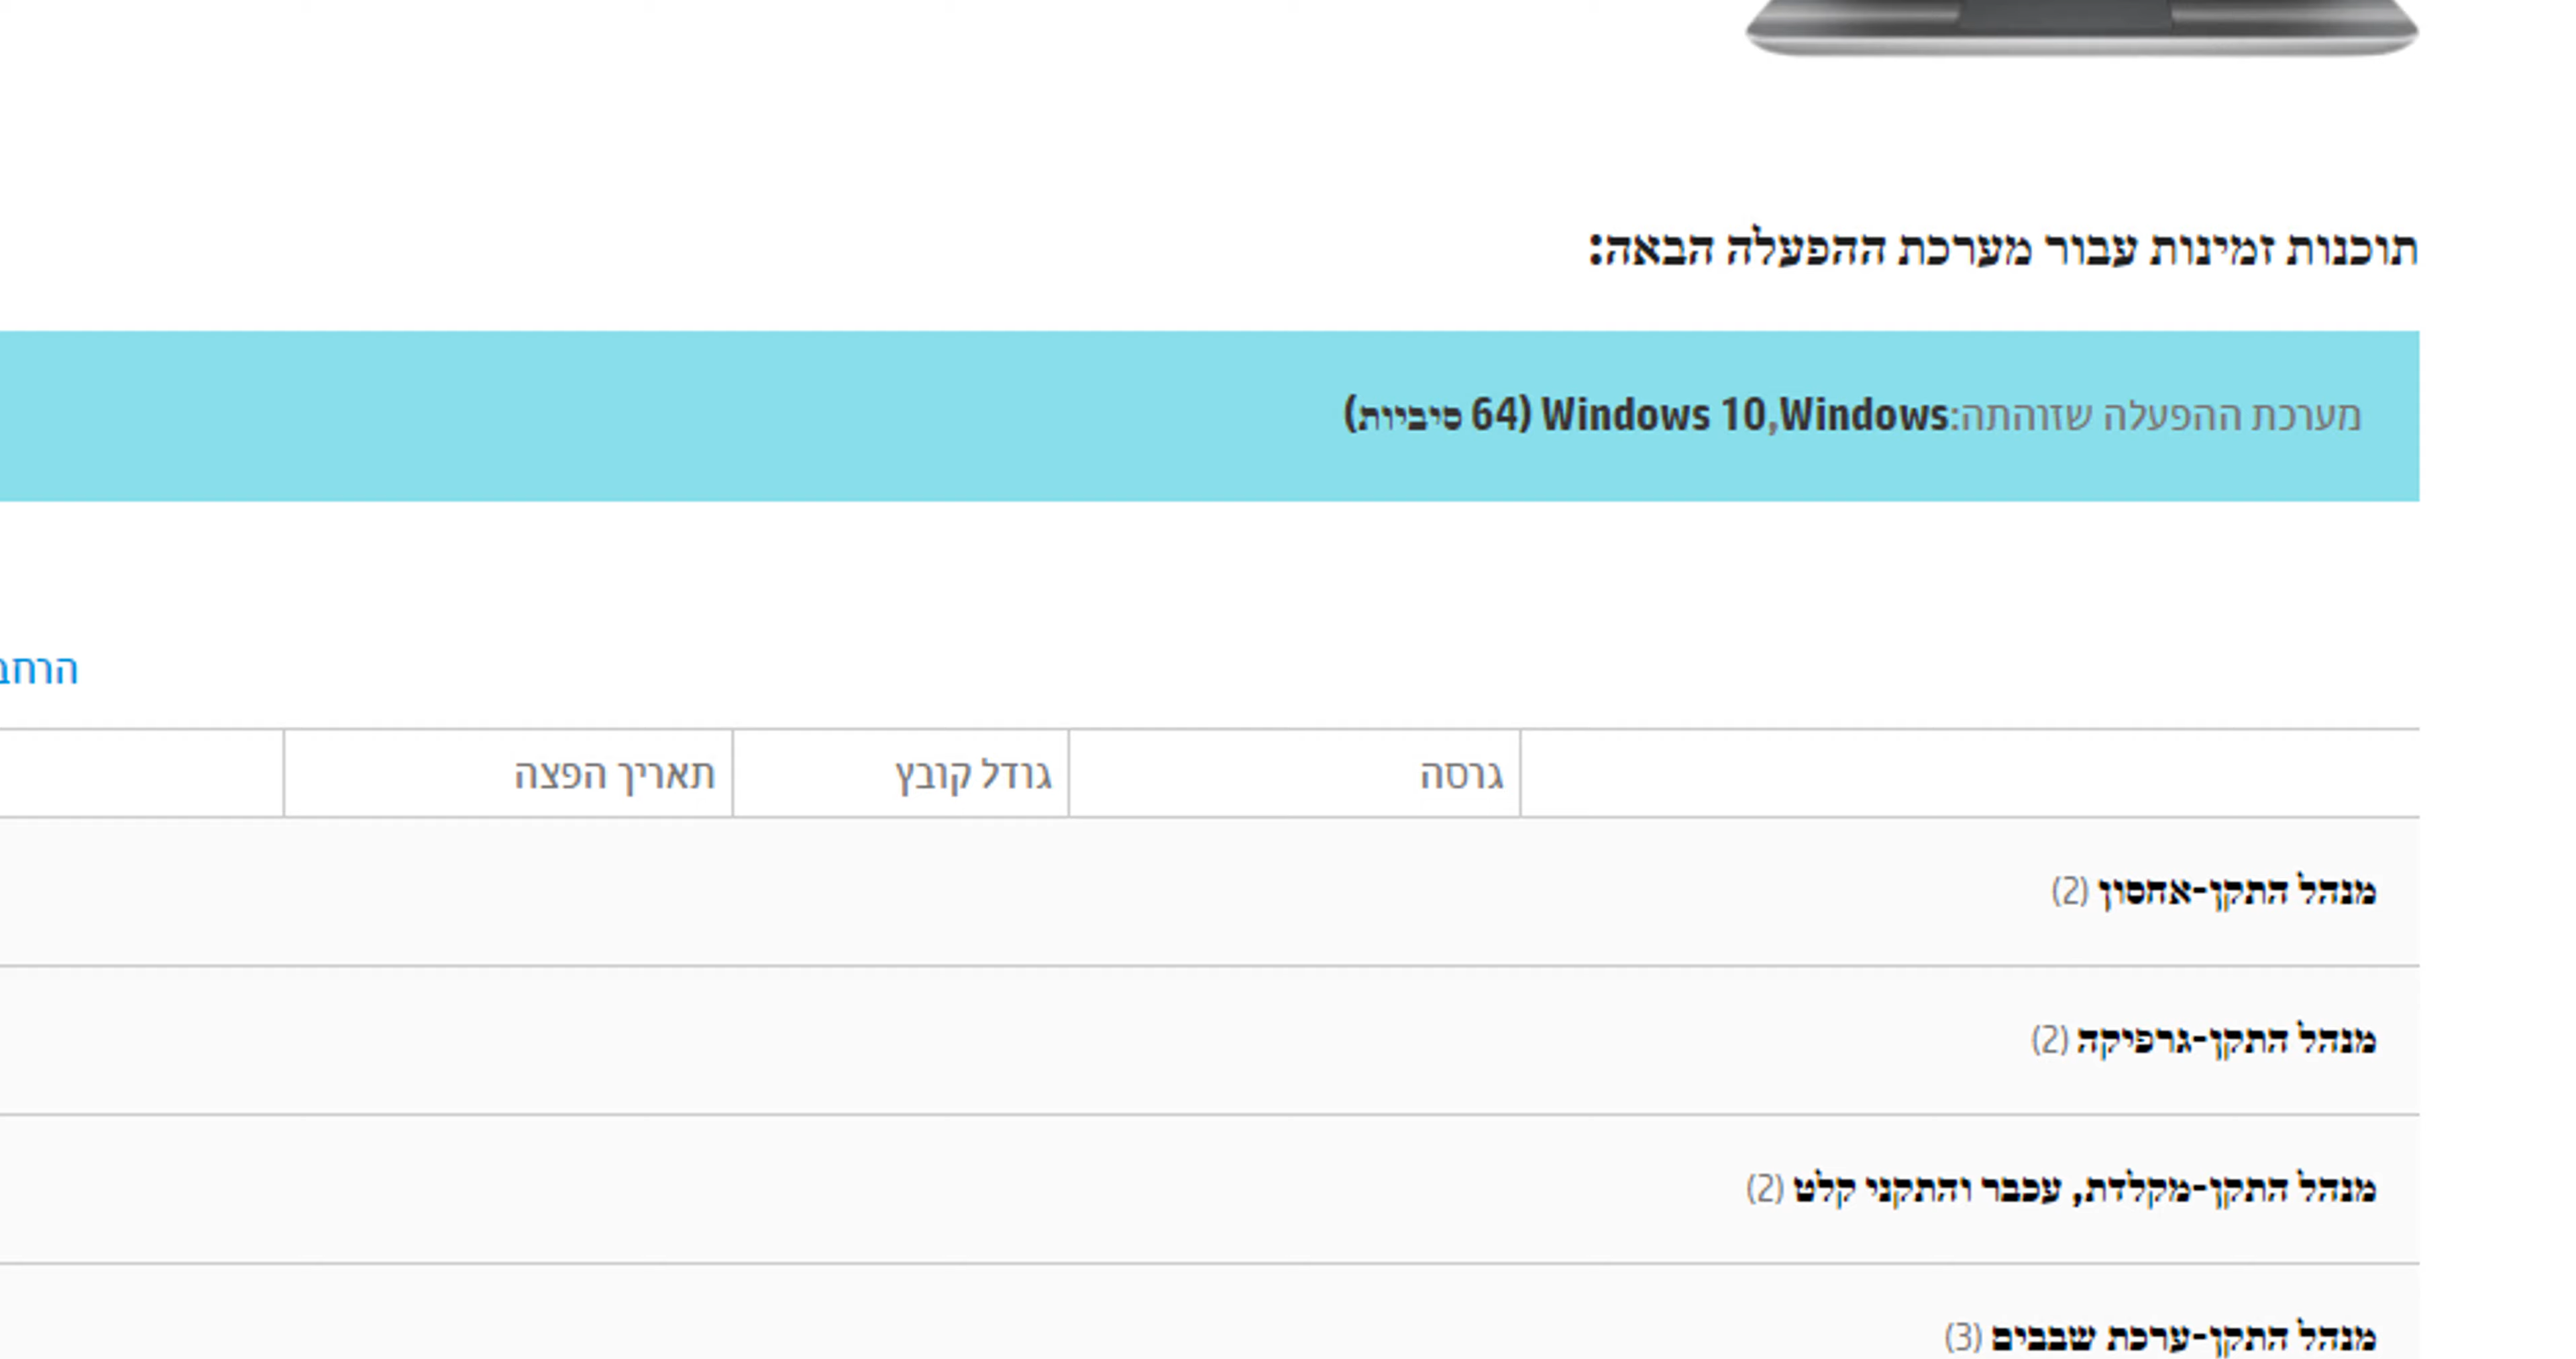 תוכנות זמינות עבור מערכת ההפעלה הבאה:
מערכת ההפעלה שזוהתה:Windows,Windows 10 (64 סיביות)
הרחב
גרסה
גודל קובץ
תאריך הפצה
מנהל התקן-אחסון (2)
מנהל התקן-גרפיקה (2)
מנהל התקן-מקלדת, עכבר והתקני קלט (2)
מנהל התקן-ערכת שבבים (3)